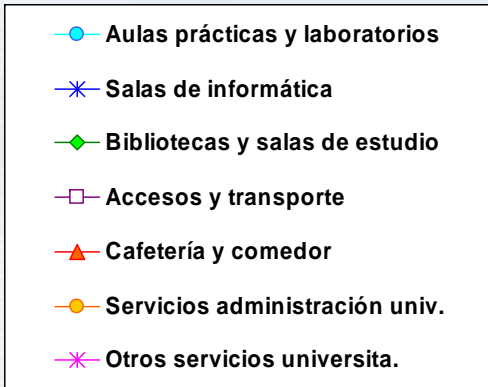 Aulas prácticas y laboratorios
Salas de informática
Bibliotecas y salas de estudio
Accesos y transporte
Cafetería y comedor
Servicios administración univ.
Otros servicios universita.